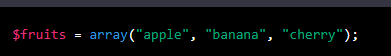 $fruits = array("apple", "banana", "cherry");